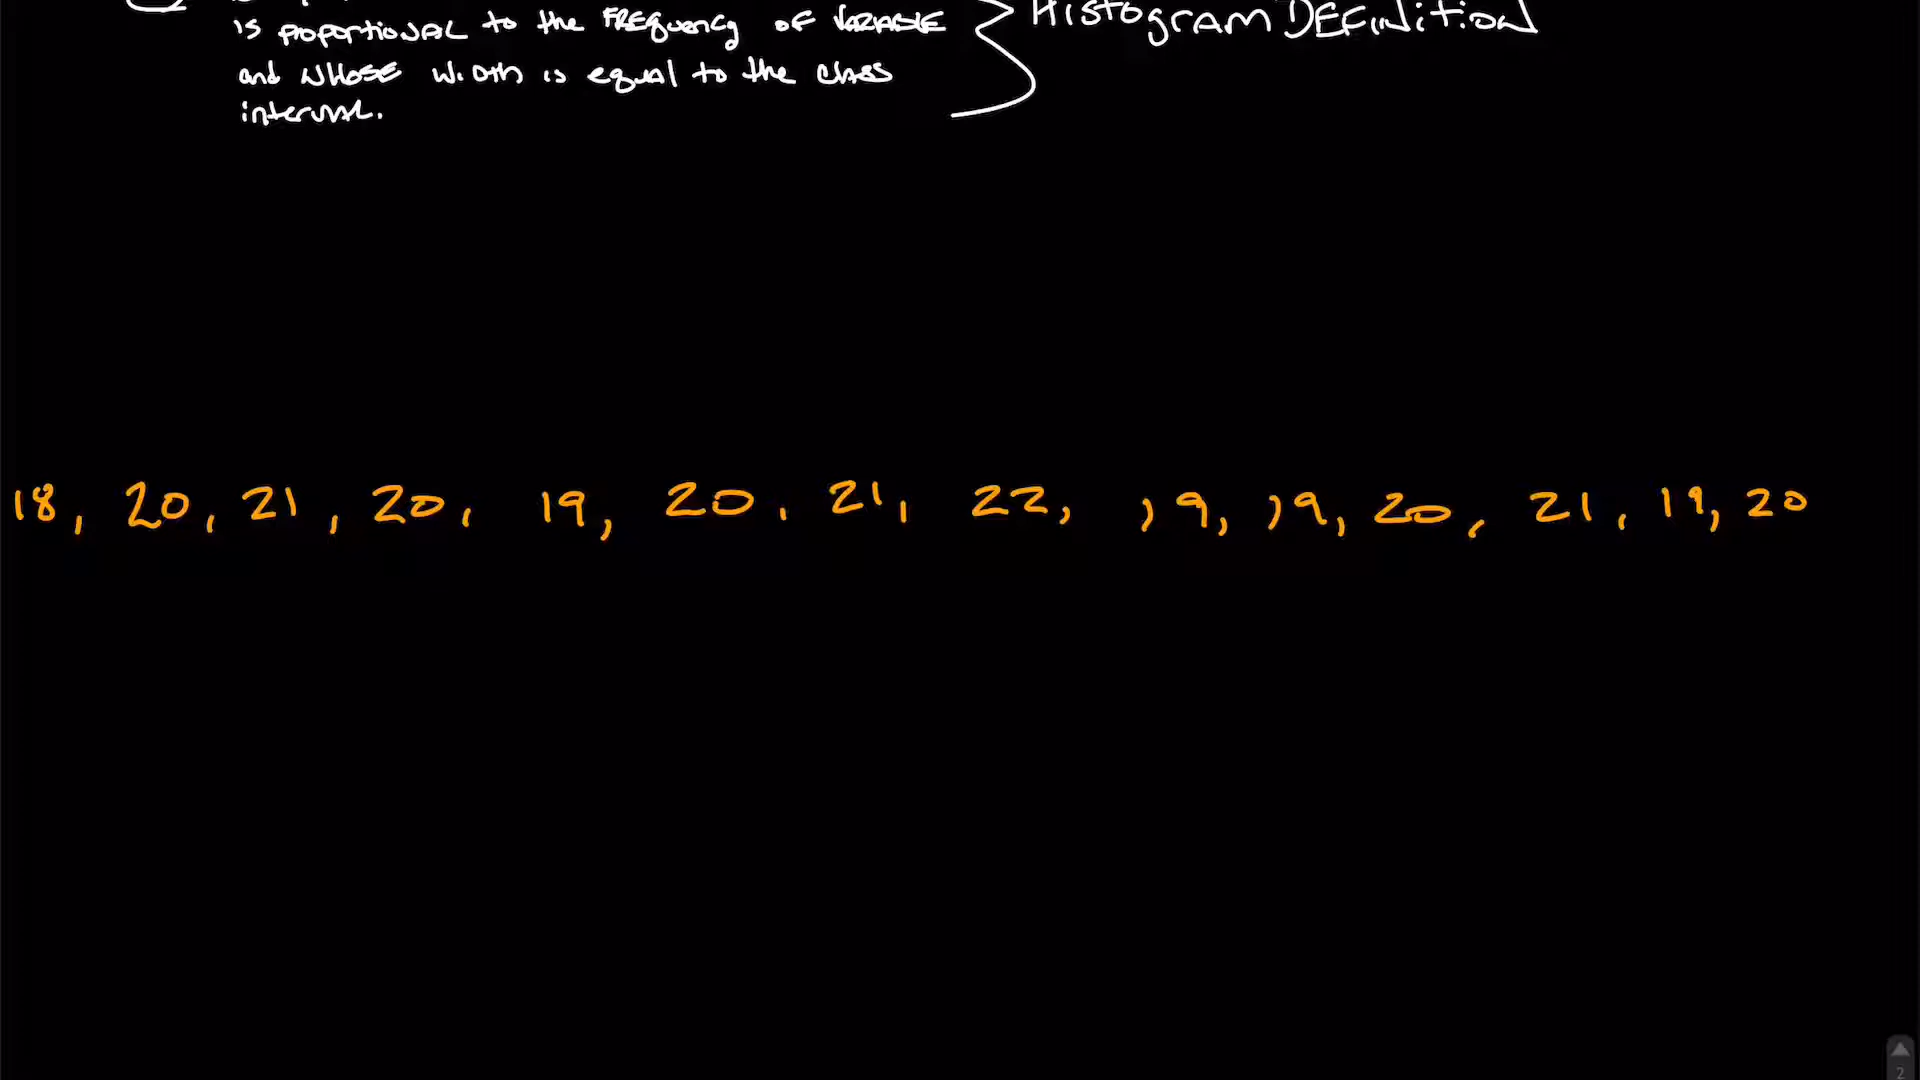 is proportional to the Frequency of Variable
Histogram Definition
and whose width is equal to the class
interval.
18, 20, 21, 20, 19, 20, 21, 22, 19, 19, 20, 21, 19, 20
2